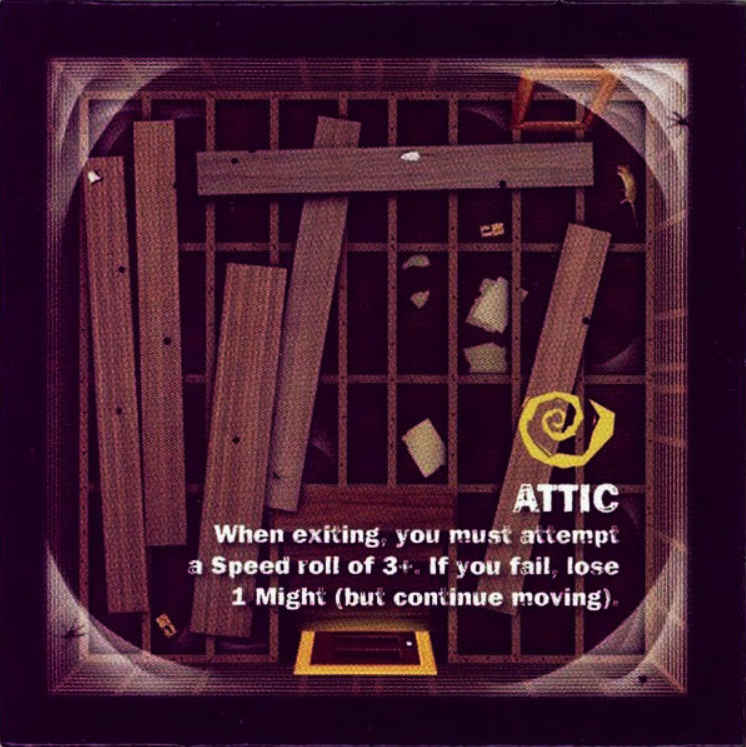 ATTIC
When exiting, you must attempt
a Speed roll of 3+. If you fail, lose
1 Might (but continue moving).